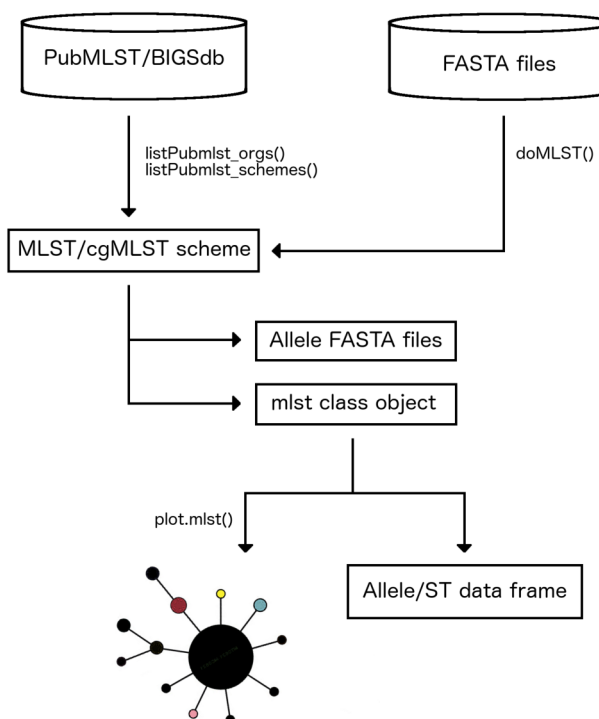 PubMLST/BIGSdb
FASTA files
listPubmlst_orgs()
listPubmlst_schemes()
doMLST()
MLST/cgMLST scheme
Allele FASTA files
mlst class object
plot.mlst()
Allele/ST data frame